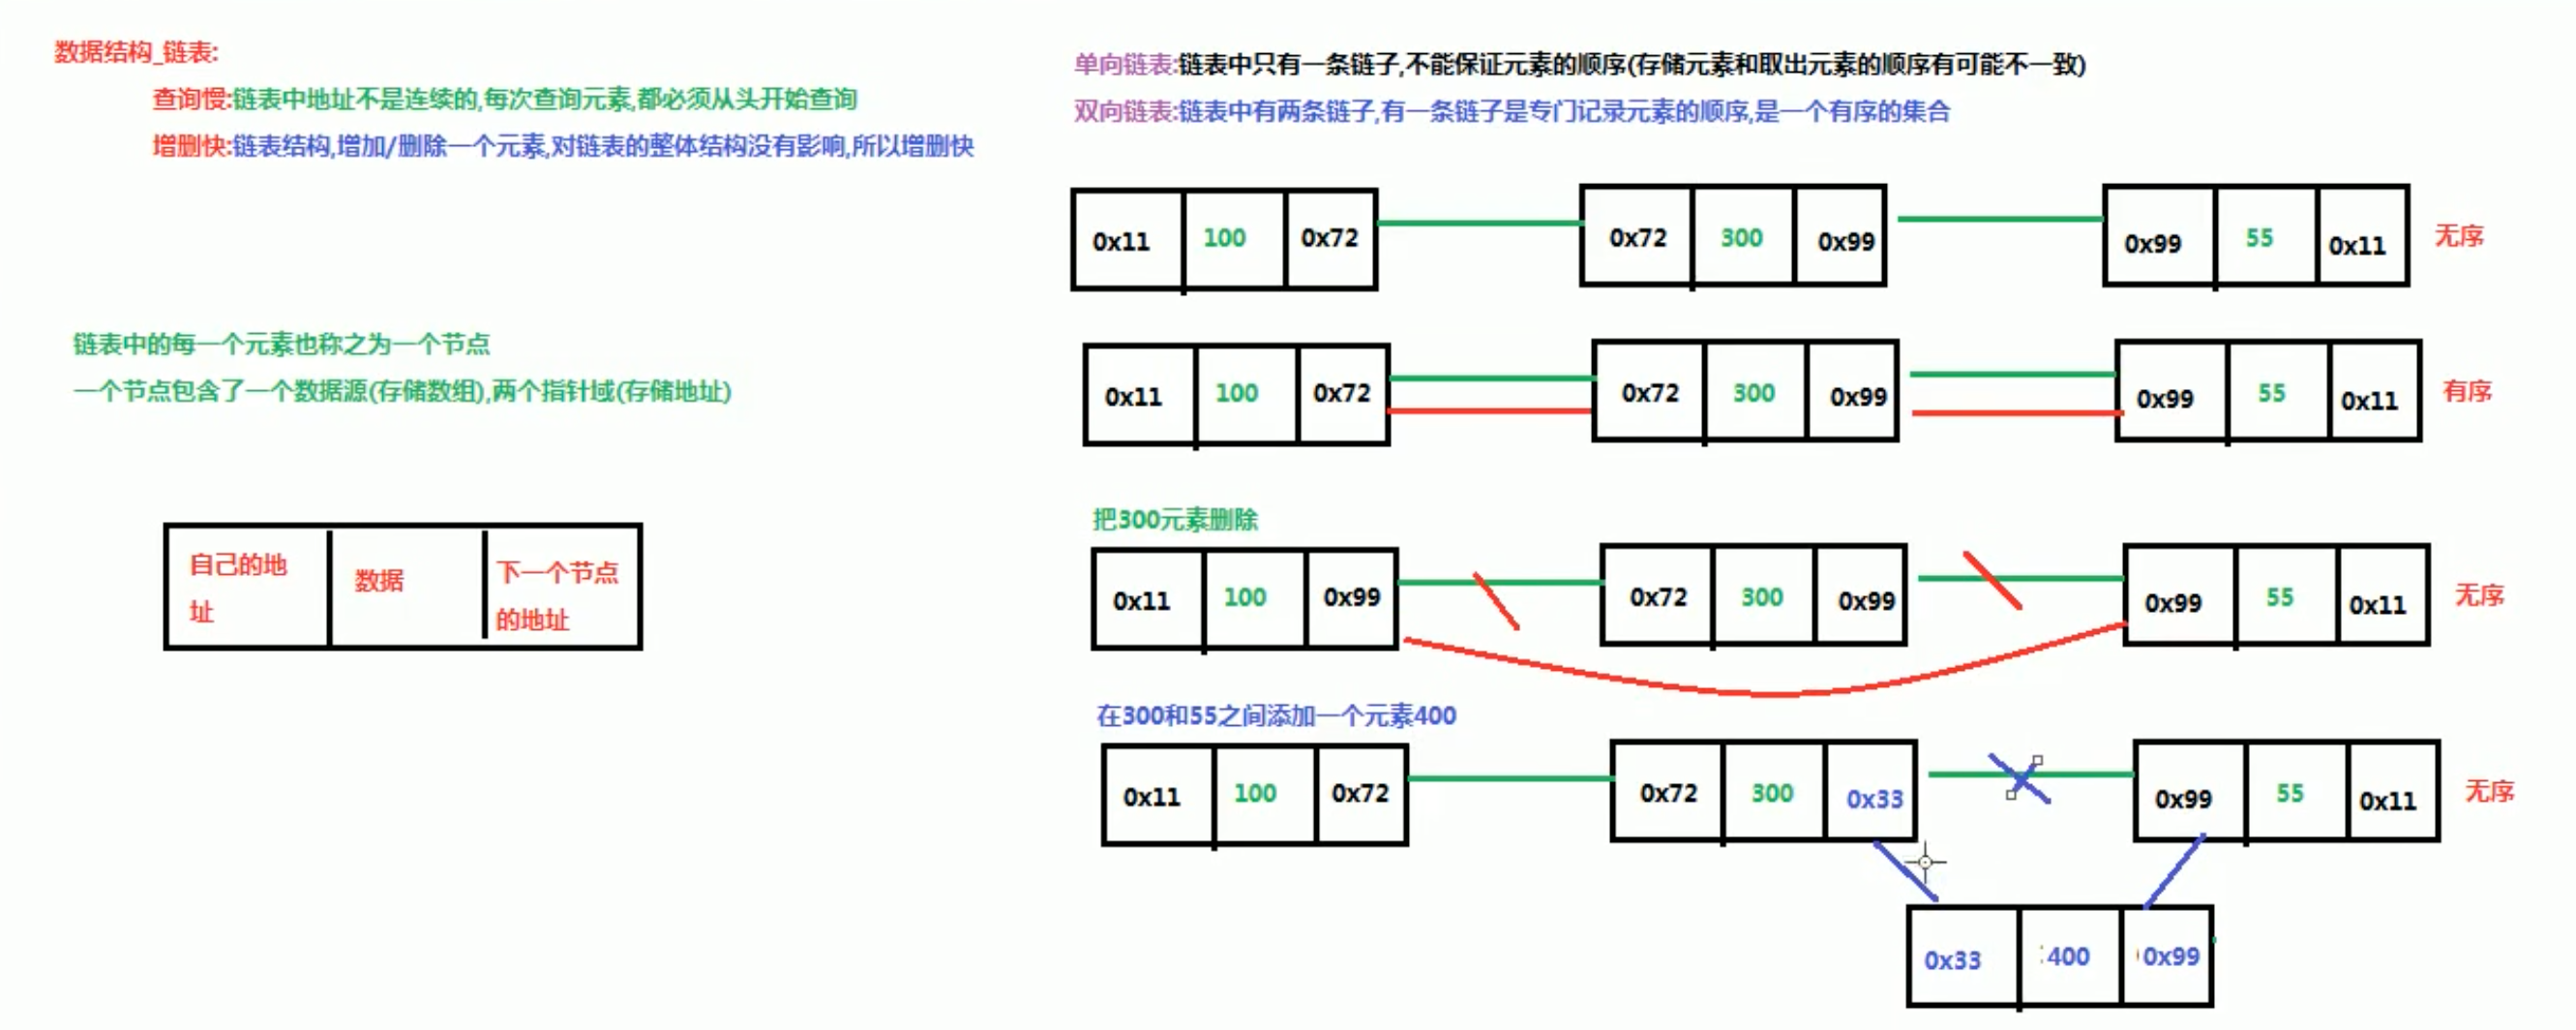 数据结构_链表:
查询慢:链表中地址不是连续的,每次查询元素,都必须从头开始查询
增删快:链表结构,增加/删除一个元素,对链表的整体结构没有影响,所以增删快
链表中的每一个元素也称之为一个节点
一个节点包含了一个数据源(存储数组),两个指针域(存储地址)
自己的地
址
数据
下一个节点
的地址
单向链表:链表中只有一条链子,不能保证元素的顺序(存储元素和取出元素的顺序有可能不一致)
双向链表:链表中有两条链子,有一条链子是专门记录元素的顺序,是一个有序的集合
0x11 100 0x72 0x72 300 0x99 0x99 55 0x11 无序
0x11 100 0x72 0x72 300 0x99 0x99 55 0x11 有序
把300元素删除
0x11 100 0x99 0x72 300 0x99 0x99 55 0x11 无序
在300和55之间添加一个元素400
0x11 100 0x72 0x72 300 0x33 0x99 55 0x11 无序
0x33 400 0x99